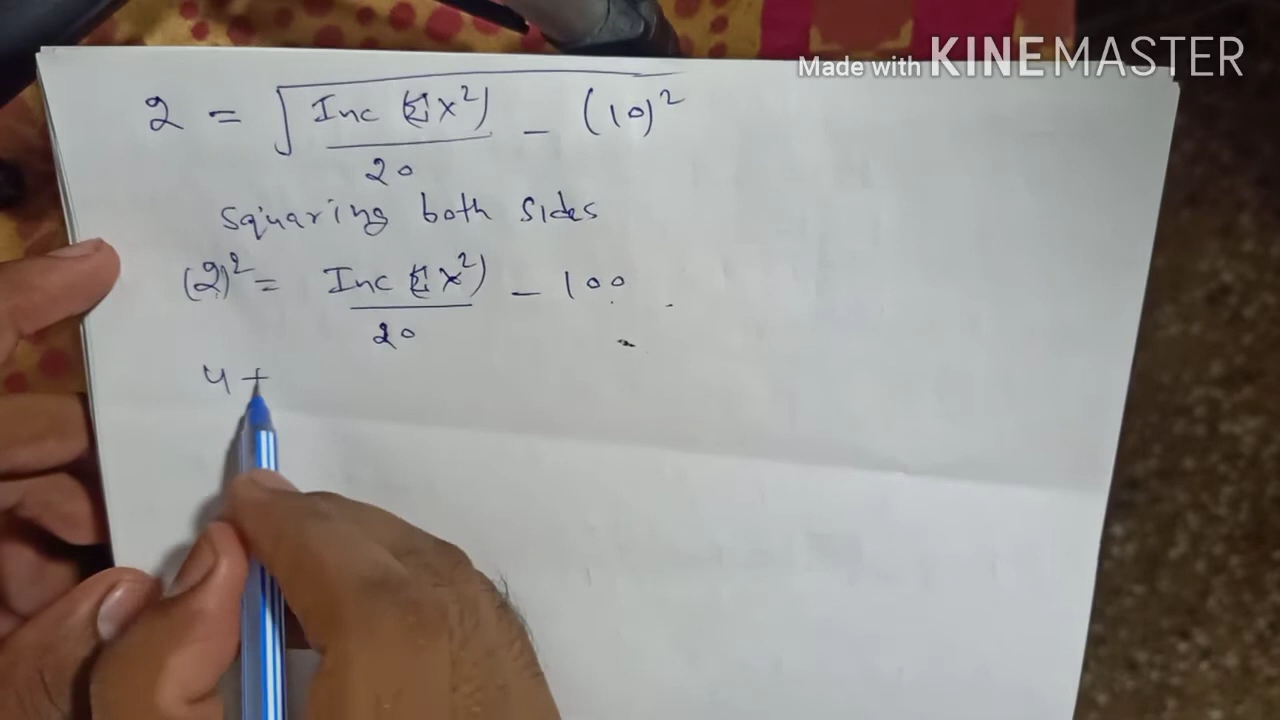 Made with KINEMASTER
2 = √ Inc (Σx²) / 20 − (10)²
Squaring both sides
(2)² = Inc (Σx²) / 20 − 100
4 +